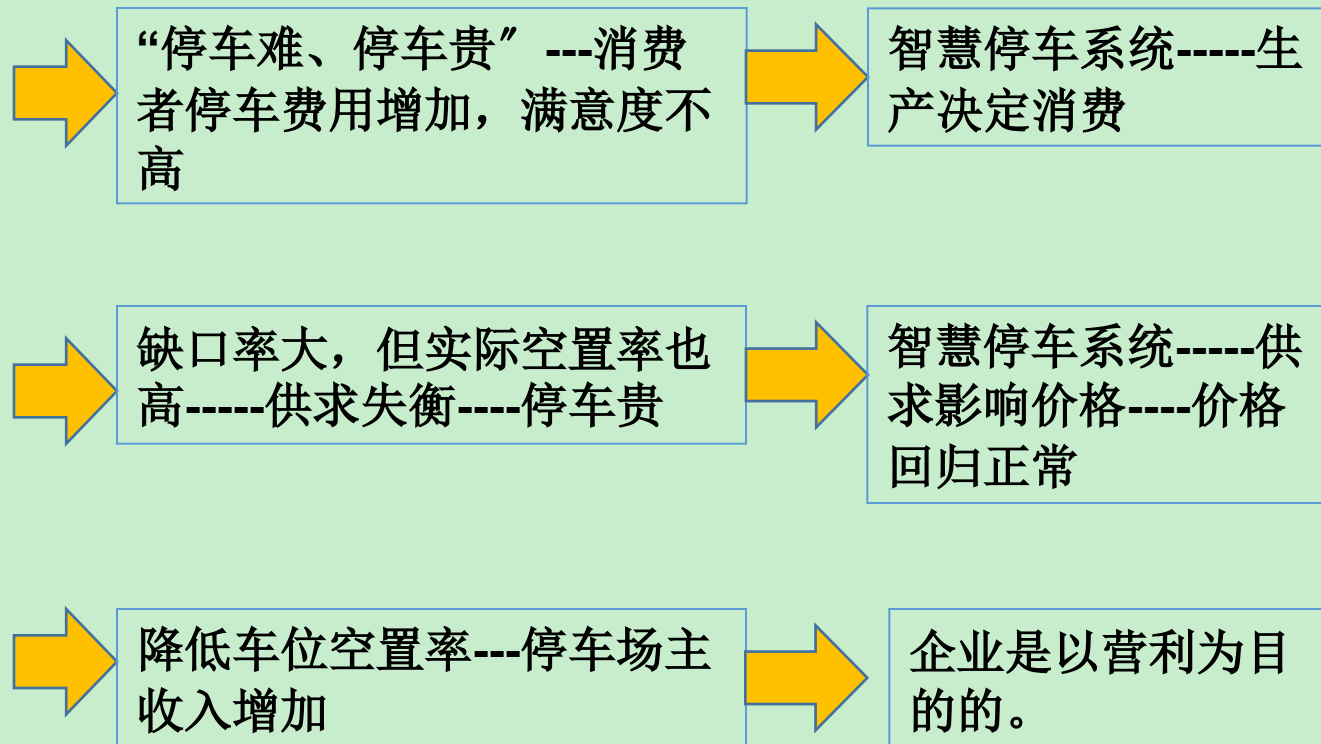 “停车难、停车贵〞---消费
者停车费用增加，满意度不
高
智慧停车系统-----生
产决定消费
缺口率大，但实际空置率也
高-----供求失衡----停车贵
智慧停车系统-----供
求影响价格----价格
回归正常
降低车位空置率---停车场主
收入增加
企业是以营利为目
的的。